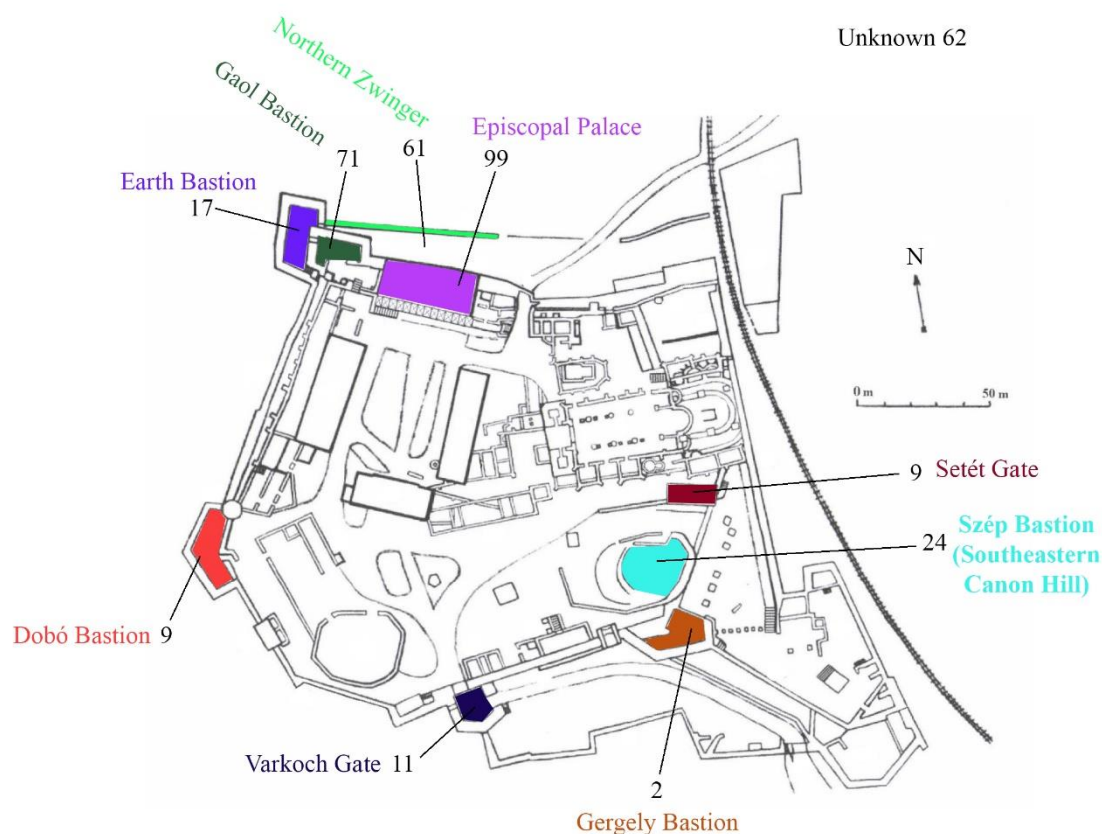 Unknown 62
Northern Zwinger
Gaol Bastion
Episcopal Palace
61
71
99
Earth Bastion
17
N
0 m 50 m
9 Setét Gate
24 Szép Bastion
(Southeastern
Canon Hill)
Dobó Bastion 9
Varkoch Gate 11
2
Gergely Bastion